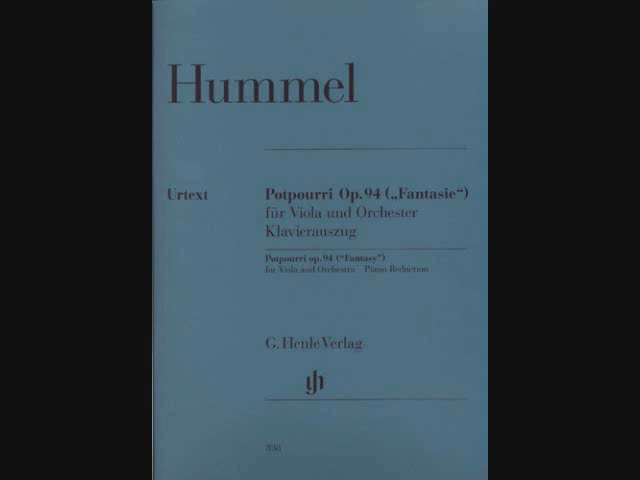 Hummel
Urtext
Potpourri Op. 94 („Fantasie“)
für Viola und Orchester
Klavierauszug
Potpourri op. 94 (“Fantasy”)
for Viola and Orchestra · Piano Reduction
G. Henle Verlag